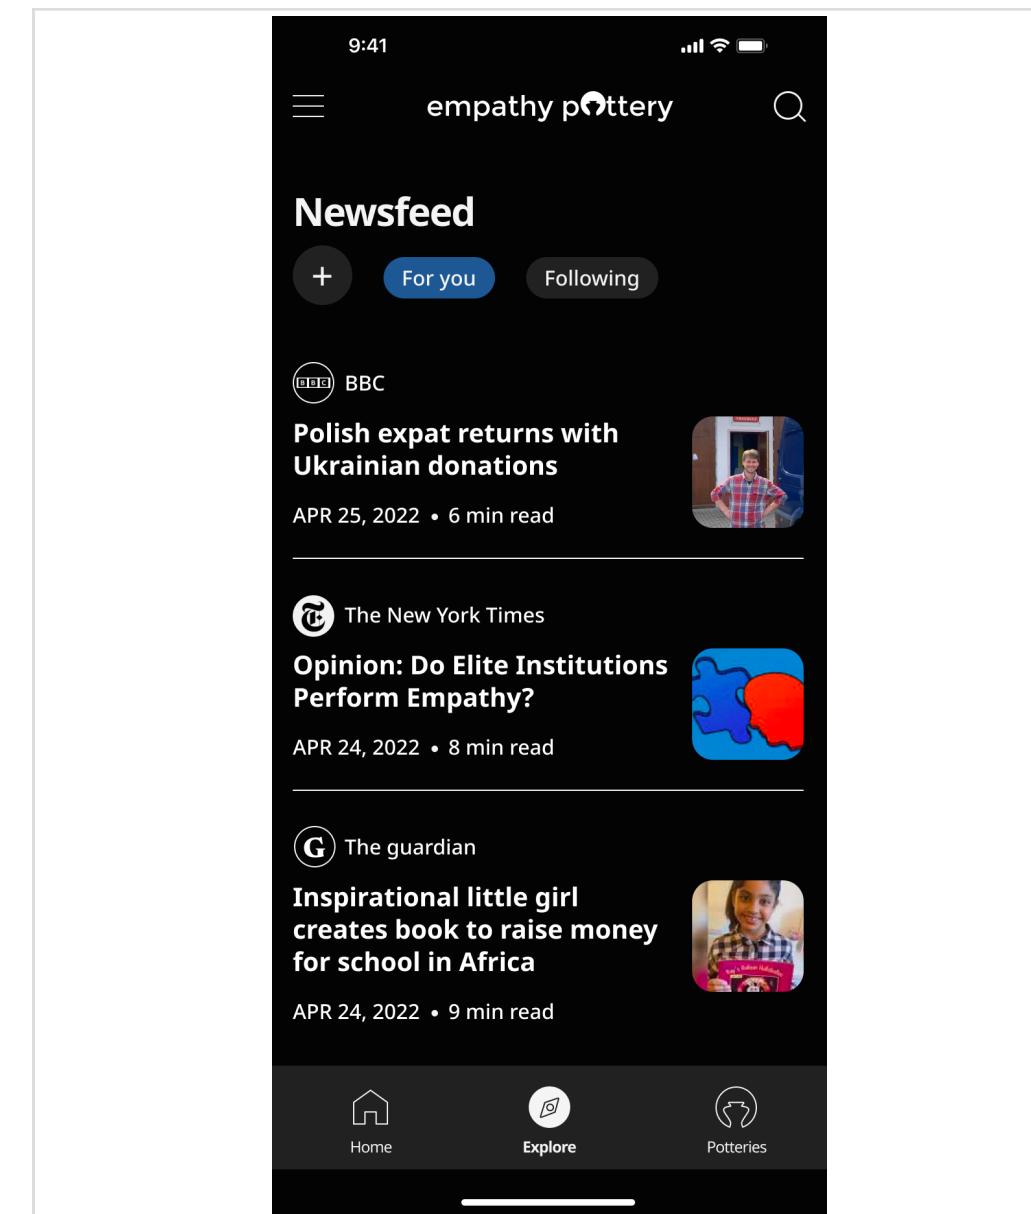 9:41
empathy pottery
Newsfeed
+
For you
Following
BBC
BBC
Polish expat returns with
Ukrainian donations
APR 25, 2022 • 6 min read
T
The New York Times
Opinion: Do Elite Institutions
Perform Empathy?
APR 24, 2022 • 8 min read
G
The guardian
Inspirational little girl
creates book to raise money
for school in Africa
APR 24, 2022 • 9 min read
Home
Explore
Potteries